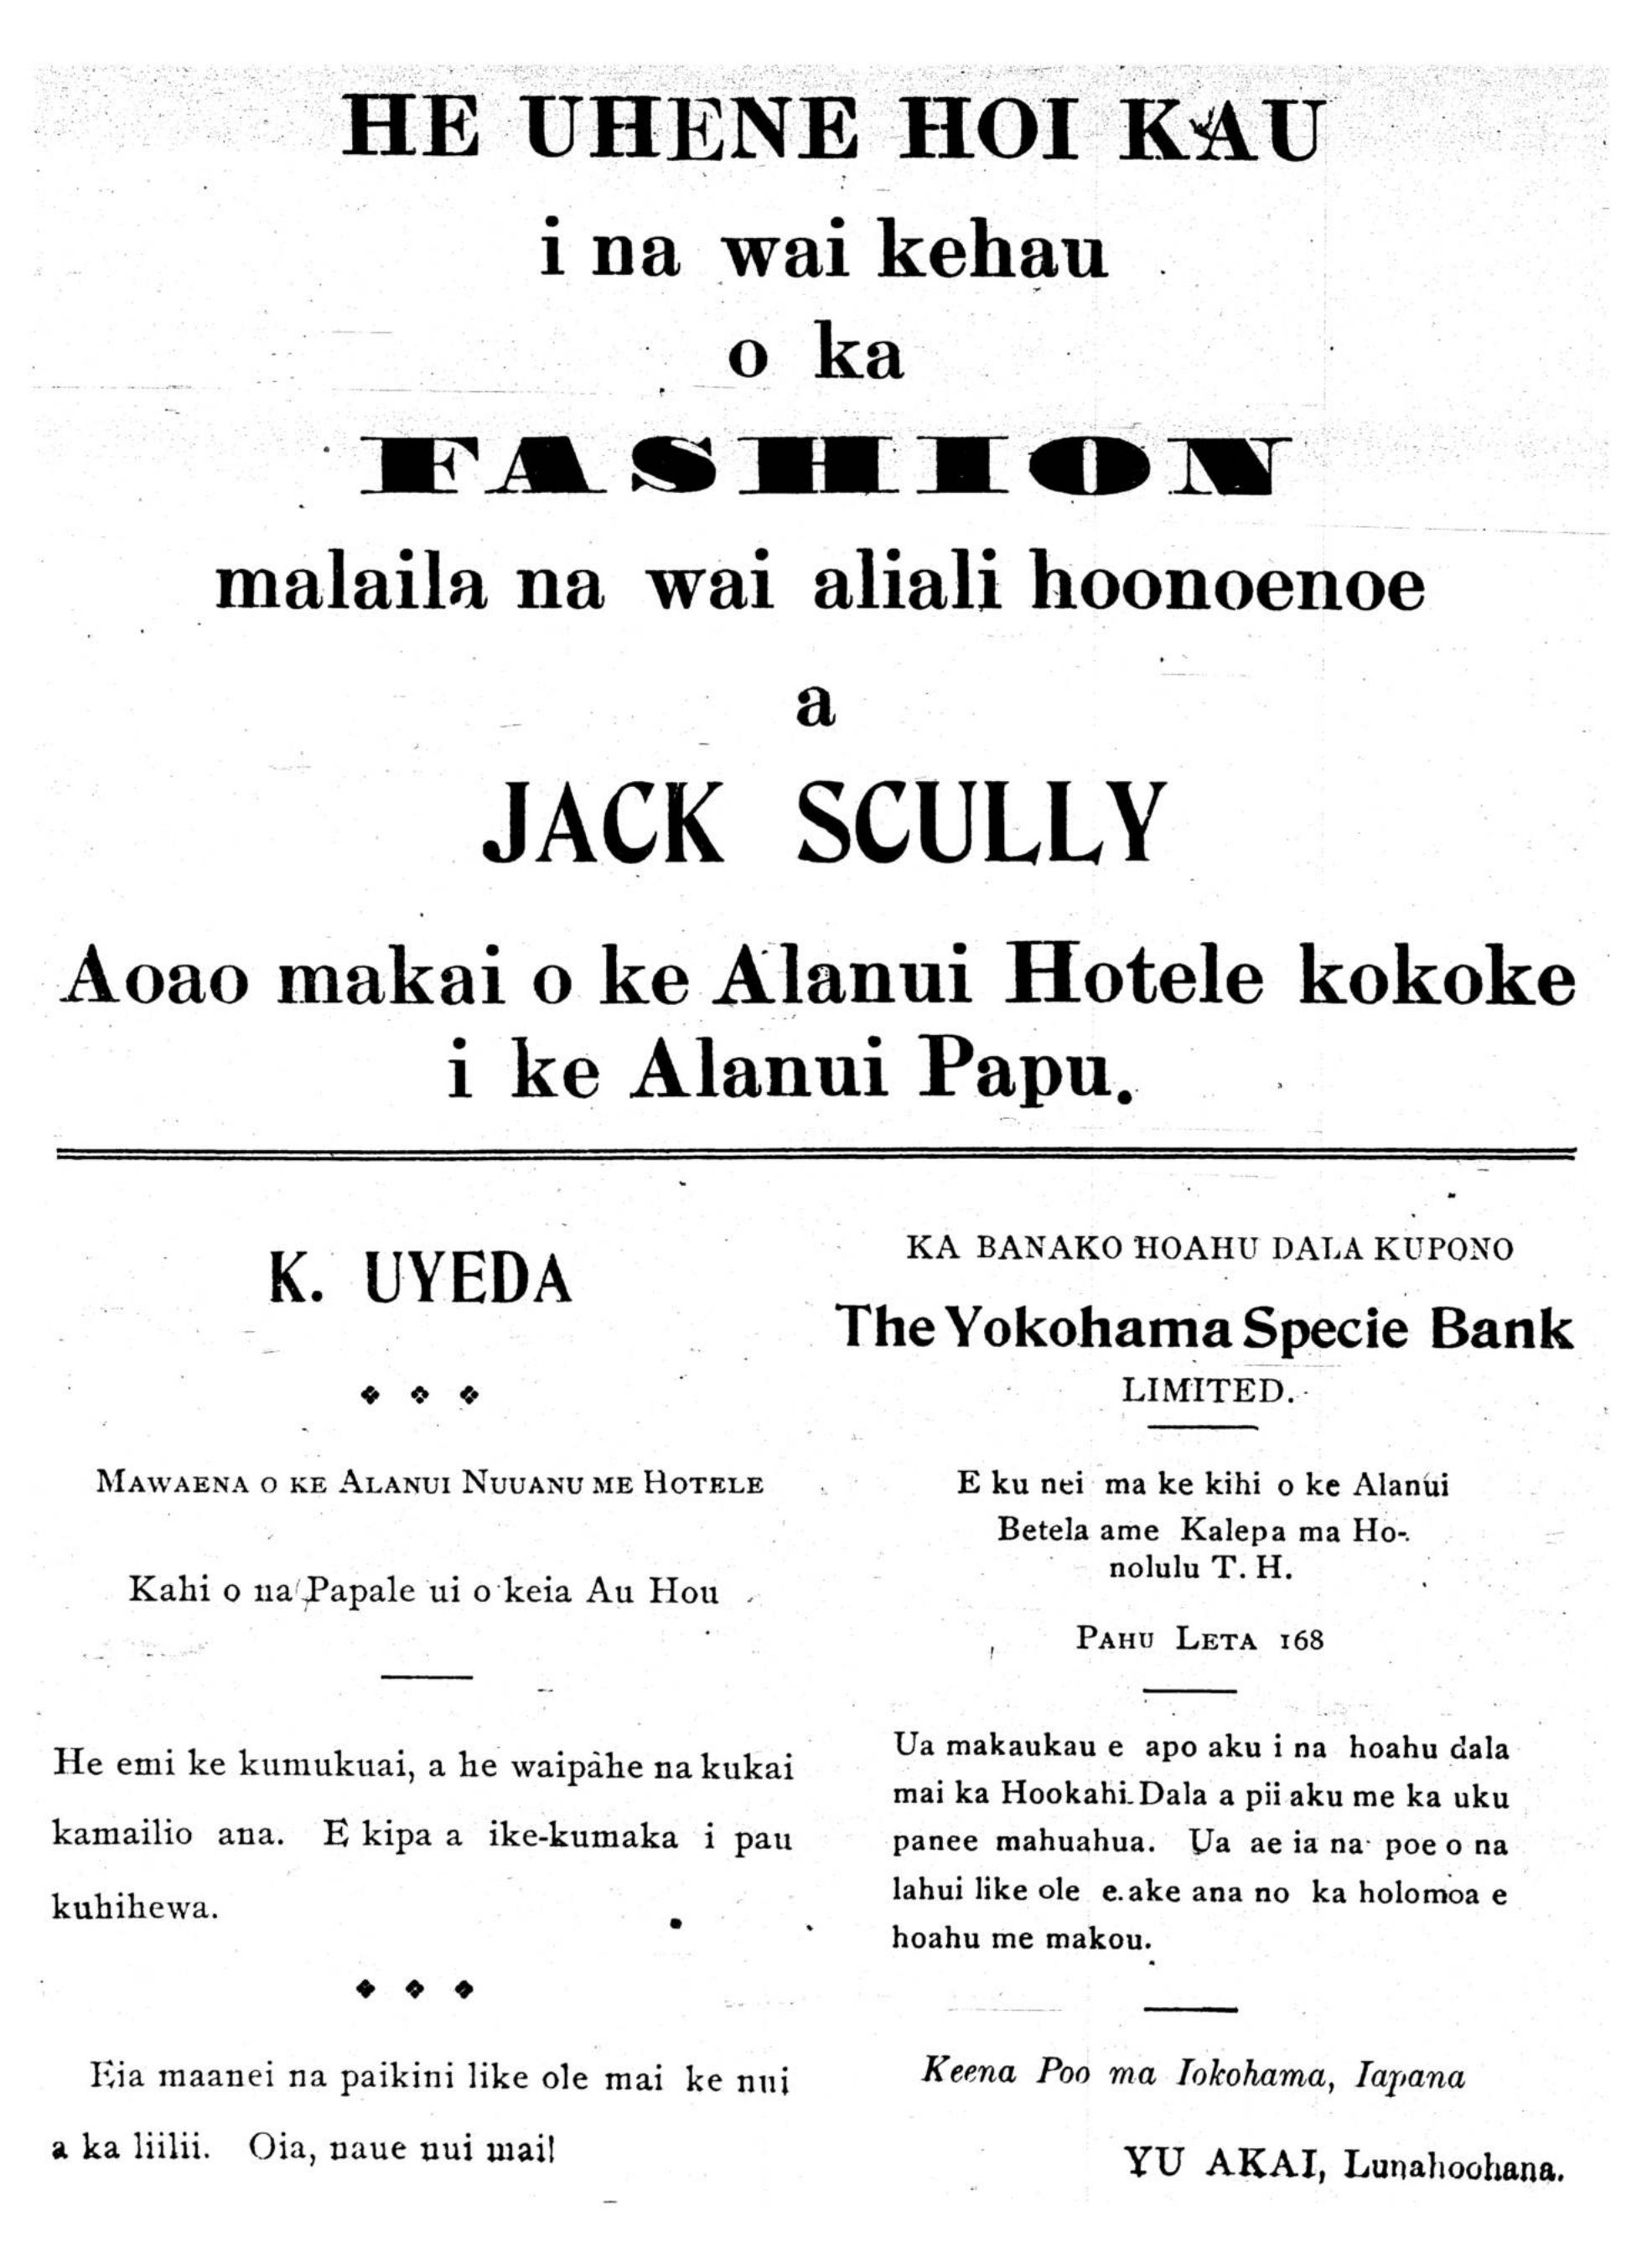 HE UHENE HOI KAU
i na wai kehau
o ka
FASHION
malaila na wai aliali hoonoenoe
a
JACK SCULLY
Aoao makai o ke Alanui Hotele kokoke
i ke Alanui Papu.
K. UYEDA
MAWAENA O KE ALANUI NUUANU ME HOTELE
Kahi o na Papale ui o keia Au Hou
He emi ke kumukuai, a he waipahe na kukai
kamailio ana. E kipa a ike-kumaka i pau
kuhihewa.
Eia maanei na paikini like ole mai ke nui
a ka liilii. Oia, naue nui mai!
KA BANAKO HOAHU DALA KUPONO
The Yokohama Specie Bank
LIMITED.
E ku nei ma ke kihi o ke Alanui
Betela ame Kalepa ma Ho-
nolulu T. H.
PAHU LETA 168
Ua makaukau e apo aku i na hoahu dala
mai ka Hookahi Dala a pii aku me ka uku
panee mahuahua. Ua ae ia na poe o na
lahui like ole e ake ana no ka holomoa e
hoahu me makou.
Keena Poo ma Iokohama, Iapana
YU AKAI, Lunahoohana.